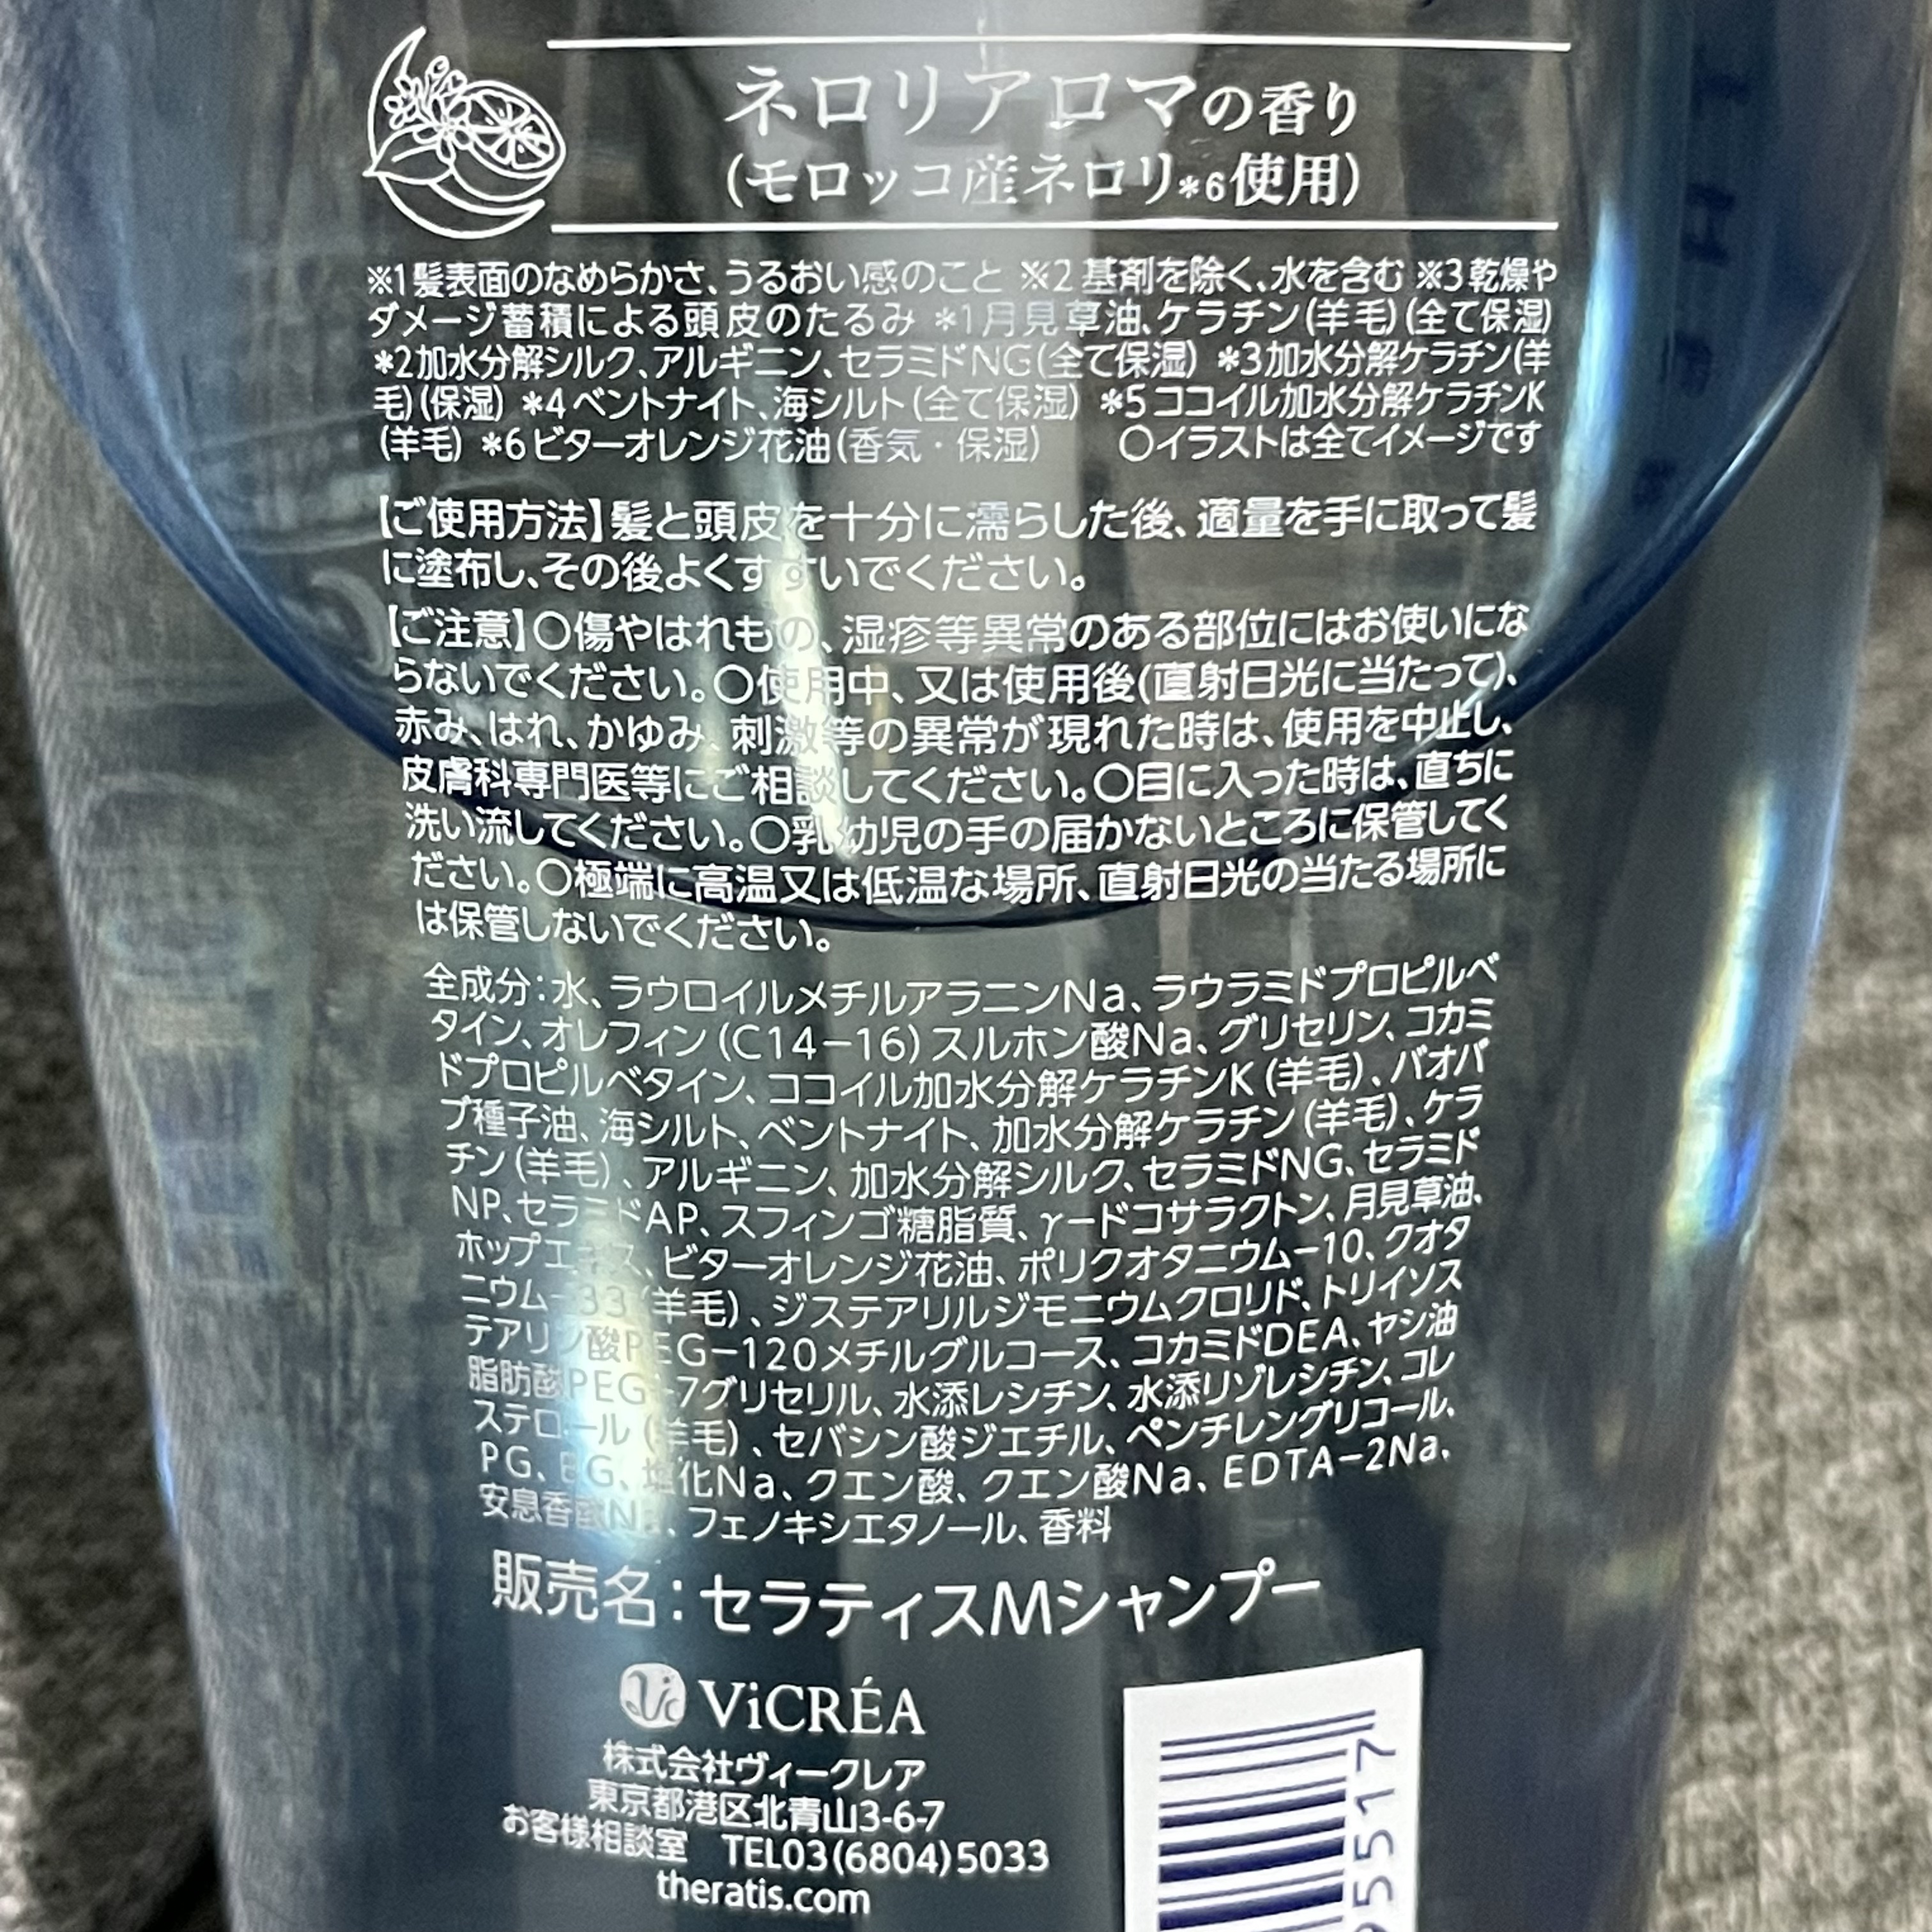 ネロリアロマの香り
(モロッコ産ネロリ*6使用)
※1髪表面のなめらかさ、うるおい感のこと ※2 基剤を除く、水を含む ※3 乾燥や
ダメージ蓄積による頭皮のたるみ *1月見草油、ケラチン(羊毛)(全て保湿)
*2加水分解シルク、アルギニン、セラミドNG(全て保湿) *3加水分解ケラチン(羊
毛)(保湿) *4ベントナイト、海シルト(全て保湿) *5ココイル加水分解ケラチンK
(羊毛) *6ビターオレンジ花油(香気・保湿) ○イラストは全てイメージです
【ご使用方法】髪と頭皮を十分に濡らした後、適量を手に取って髪
に塗布し、その後よくすすいでください。
【ご注意】○傷やはれもの、湿疹等異常のある部位にはお使いにな
らないでください。○使用中、又は使用後(直射日光に当たって)、
赤み、はれ、かゆみ、刺激等の異常が現れた時は、使用を中止し、
皮膚科専門医等にご相談してください。○目に入った時は、直ちに
洗い流してください。○乳幼児の手の届かないところに保管してく
ださい。○極端に高温又は低温な場所、直射日光の当たる場所に
は保管しないでください。
全成分：水、ラウロイルメチルアラニンNa、ラウラミドプロピルベ
タイン、オレフィン(C14-16)スルホン酸Na、グリセリン、コカミ
ドプロピルベタイン、ココイル加水分解ケラチンK(羊毛)、バオバ
ブ種子油、海シルト、ベントナイト、加水分解ケラチン(羊毛)、ケラ
チン(羊毛)、アルギニン、加水分解シルク、セラミドNG、セラミド
NP、セラミドAP、スフィンゴ糖脂質、γードコサラクトン、月見草油、
ホップエキス、ビターオレンジ花油、ポリクオタニウム-10、クオタ
ニウム-33(羊毛)、ジステアリルジモニウムクロリド、トリイソス
テアリン酸PEG-120メチルグルコース、コカミドDEA、ヤシ油
脂肪酸PEG-7グリセリル、水添レシチン、水添リゾレシチン、コレ
ステロール(羊毛)、セバシン酸ジエチル、ペンチレングリコール、
PG、BG、塩化Na、クエン酸、クエン酸Na、EDTA-2Na、
安息香酸Na、フェノキシエタノール、香料
販売名：セラティスMシャンプー
ViCRÉA
株式会社ヴィークレア
東京都港区北青山3-6-7
お客様相談室 TEL03(6804)5033
theratis.com
5517